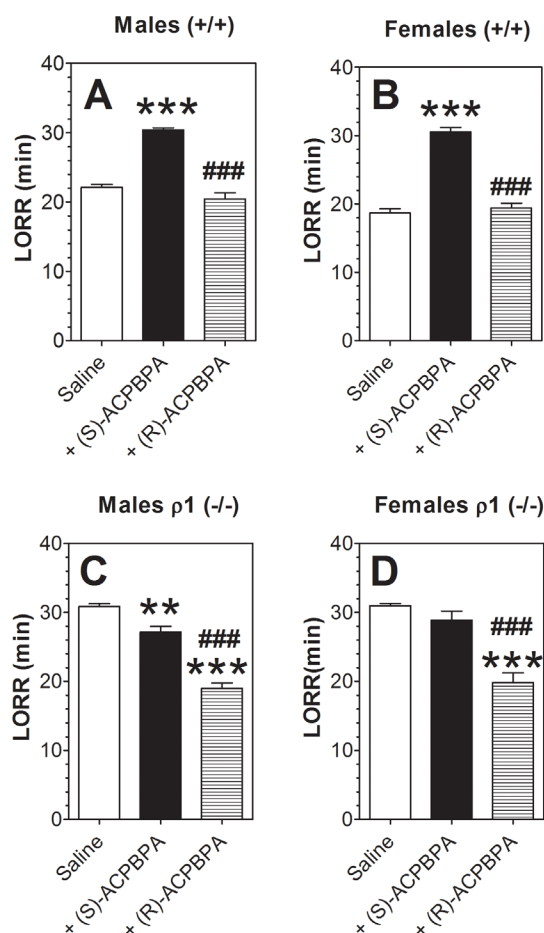 Males (+/+)
A
***
###
LORR (min)
40
30
20
10
0
Saline
+ (S)-ACPBPA
+ (R)-ACPBPA
Females (+/+)
B
***
###
LORR (min)
40
30
20
10
0
Saline
+ (S)-ACPBPA
+ (R)-ACPBPA
Males ρ1 (-/-)
C
**
###
***
LORR (min)
40
30
20
10
0
Saline
+ (S)-ACPBPA
+ (R)-ACPBPA
Females ρ1 (-/-)
D
###
***
LORR(min)
40
30
20
10
0
Saline
+ (S)-ACPBPA
+ (R)-ACPBPA